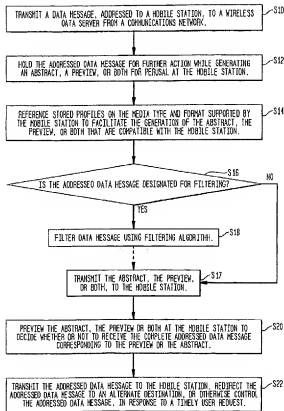 TRANSMIT A DATA MESSAGE, ADDRESSED TO A MOBILE STATION, TO A WIRELESS
DATA SERVER FROM A COMMUNICATIONS NETWORK.
S10
HOLD THE ADDRESSED DATA MESSAGE FOR FURTHER ACTION WHILE GENERATING
AN ABSTRACT, A PREVIEW, OR BOTH FOR PERUSAL AT THE MOBILE STATION.
S12
REFERENCE STORED PROFILES ON THE MEDIA TYPE AND FORMAT SUPPORTED BY
THE MOBILE STATION TO FACILITATE THE GENERATION OF THE ABSTRACT, THE
PREVIEW, OR BOTH THAT ARE COMPATIBLE WITH THE MOBILE STATION.
S14
S16
IS THE ADDRESSED DATA MESSAGE DESIGNATED FOR FILTERING?
NO
YES
FILTER DATA MESSAGE USING FILTERING ALGORITHM.
S18
S17
TRANSMIT THE ABSTRACT, THE PREVIEW,
OR BOTH, TO THE MOBILE STATION.
PREVIEW THE ABSTRACT, THE PREVIEW OR BOTH AT THE MOBILE STATION TO
DECIDE WHETHER OR NOT TO RECEIVE THE COMPLETE ADDRESSED DATA MESSAGE
CORRESPONDING TO THE PREVIEW OR THE ABSTRACT.
S20
TRANSMIT THE ADDRESSED DATA MESSAGE TO THE MOBILE STATION, REDIRECT THE
ADDRESSED DATA MESSAGE TO AN ALTERNATE DESTINATION, OR OTHERWISE CONTROL
THE ADDRESSED DATA MESSAGE, IN RESPONSE TO A TIMELY USER REQUEST.
S22